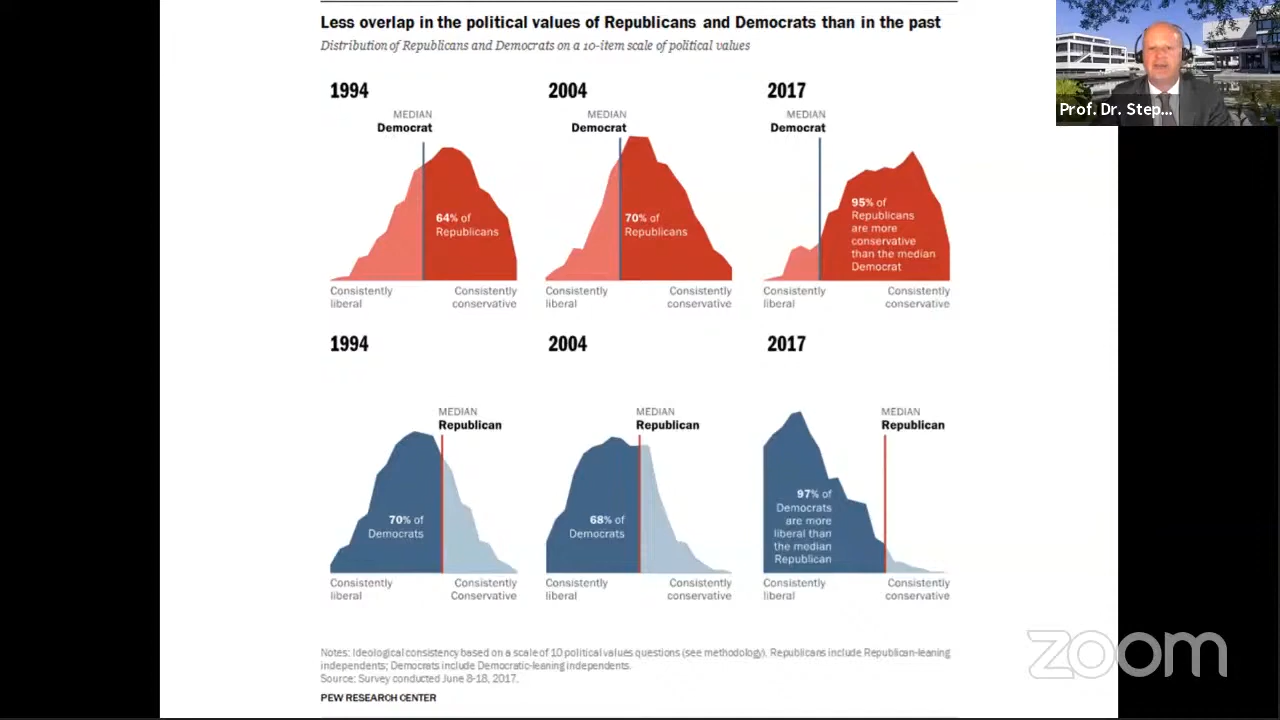 Less overlap in the political values of Republicans and Democrats than in the past
Distribution of Republicans and Democrats on a 10-item scale of political values
Prof. Dr. Step...
1994
MEDIAN
Democrat
64% of
Republicans
Consistently
liberal
Consistently
conservative
2004
MEDIAN
Democrat
70% of
Republicans
Consistently
liberal
Consistently
conservative
2017
MEDIAN
Democrat
95% of
Republicans
are more
conservative
than the median
Democrat
Consistently
liberal
Consistently
conservative
1994
MEDIAN
Republican
70% of
Democrats
Consistently
liberal
Consistently
Conservative
2004
MEDIAN
Republican
68% of
Democrats
Consistently
liberal
Consistently
conservative
2017
MEDIAN
Republican
97% of
Democrats
are more
liberal than
the median
Republican
Consistently
liberal
Consistently
conservative
Notes: Ideological consistency based on a scale of 10 political values questions (see methodology). Republicans include Republican-leaning
independents; Democrats include Democratic-leaning independents.
Source: Survey conducted June 8-18, 2017.
PEW RESEARCH CENTER
zoom